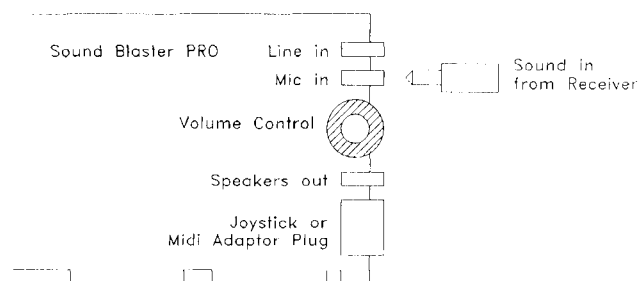 Sound Blaster PRO
Line in
Mic in
Sound in
from Receiver
Volume Control
Speakers out
Joystick or
Midi Adaptor Plug